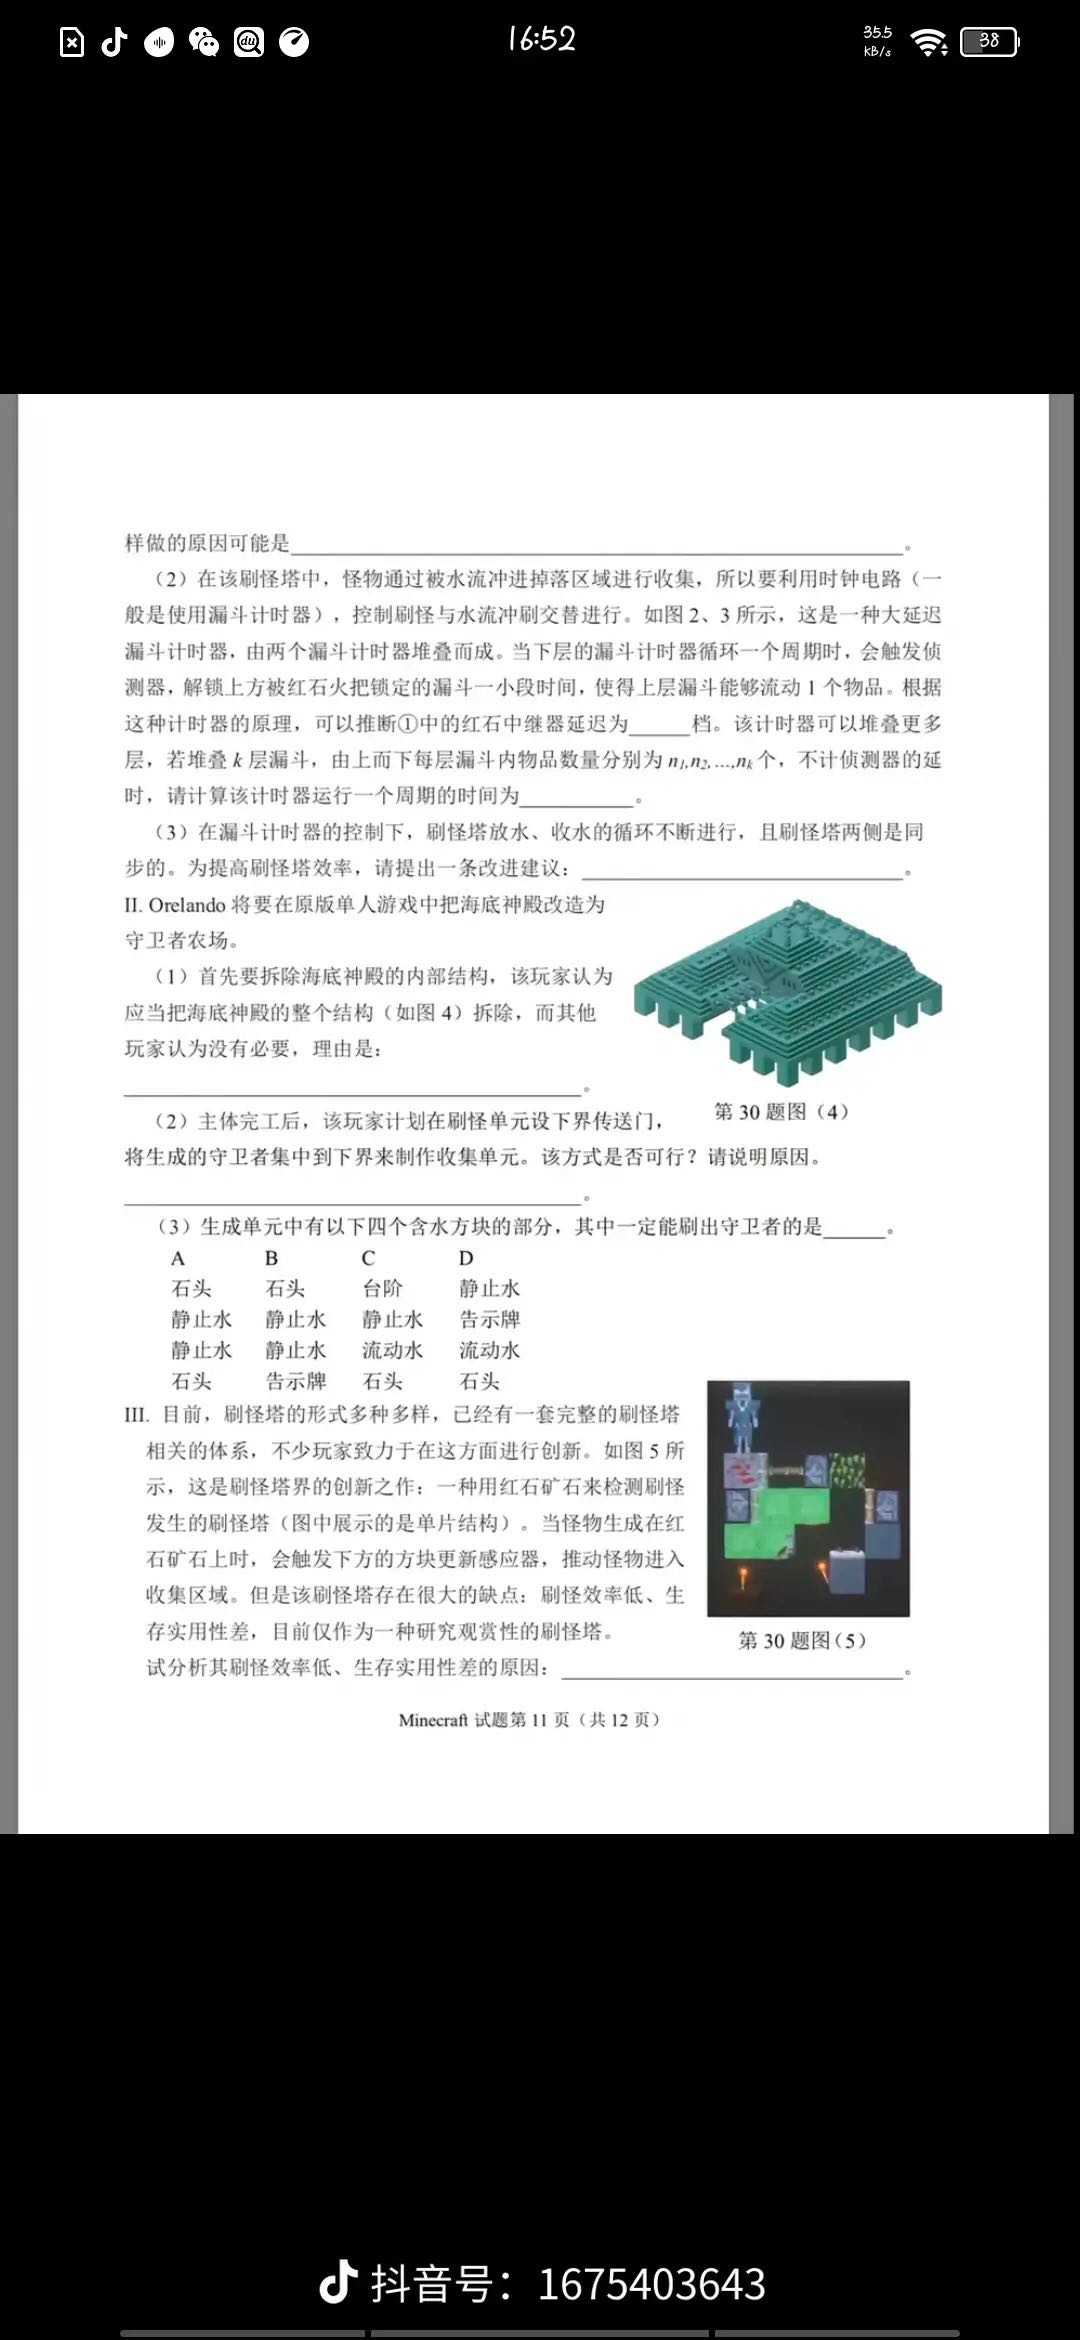 16:52
35.5
KB/s
38
样做的原因可能是____。
（2）在该刷怪塔中，怪物通过被水流冲进掉落区域进行收集，所以要利用时钟电路（一
般是使用漏斗计时器），控制刷怪与水流冲刷交替进行。如图 2、3 所示，这是一种大延迟
漏斗计时器，由两个漏斗计时器堆叠而成。当下层的漏斗计时器循环一个周期时，会触发侦
测器，解锁上方被红石火把锁定的漏斗一小段时间，使得上层漏斗能够流动 1 个物品。根据
这种计时器的原理，可以推断①中的红石中继器延迟为____档。该计时器可以堆叠更多
层，若堆叠 k 层漏斗，由上而下每层漏斗内物品数量分别为 n1,n2,…,nk 个，不计侦测器的延
时，请计算该计时器运行一个周期的时间为____。
（3）在漏斗计时器的控制下，刷怪塔放水、收水的循环不断进行，且刷怪塔两侧是同
步的。为提高刷怪塔效率，请提出一条改进建议：____。
II. Orelando 将要在原版单人游戏中把海底神殿改造为
守卫者农场。
（1）首先要拆除海底神殿的内部结构，该玩家认为
应当把海底神殿的整个结构（如图 4）拆除，而其他
玩家认为没有必要，理由是：
____。
第 30 题图（4）
（2）主体完工后，该玩家计划在刷怪单元设下界传送门，
将生成的守卫者集中到下界来制作收集单元。该方式是否可行？请说明原因。
____。
（3）生成单元中有以下四个含水方块的部分，其中一定能刷出守卫者的是____。
A B C D
石头 石头 台阶 静止水
静止水 静止水 静止水 告示牌
静止水 静止水 流动水 流动水
石头 告示牌 石头 石头
III. 目前，刷怪塔的形式多种多样，已经有一套完整的刷怪塔
相关的体系，不少玩家致力于在这方面进行创新。如图 5 所
示，这是刷怪塔界的创新之作：一种用红石矿石来检测刷怪
发生的刷怪塔（图中展示的是单片结构）。当怪物生成在红
石矿石上时，会触发下方的方块更新感应器，推动怪物进入
收集区域。但是该刷怪塔存在很大的缺点：刷怪效率低、生
存实用性差，目前仅作为一种研究观赏性的刷怪塔。
第 30 题图（5）
试分析其刷怪效率低、生存实用性差的原因：____。
Minecraft 试题第 11 页（共 12 页）
抖音号：1675403643